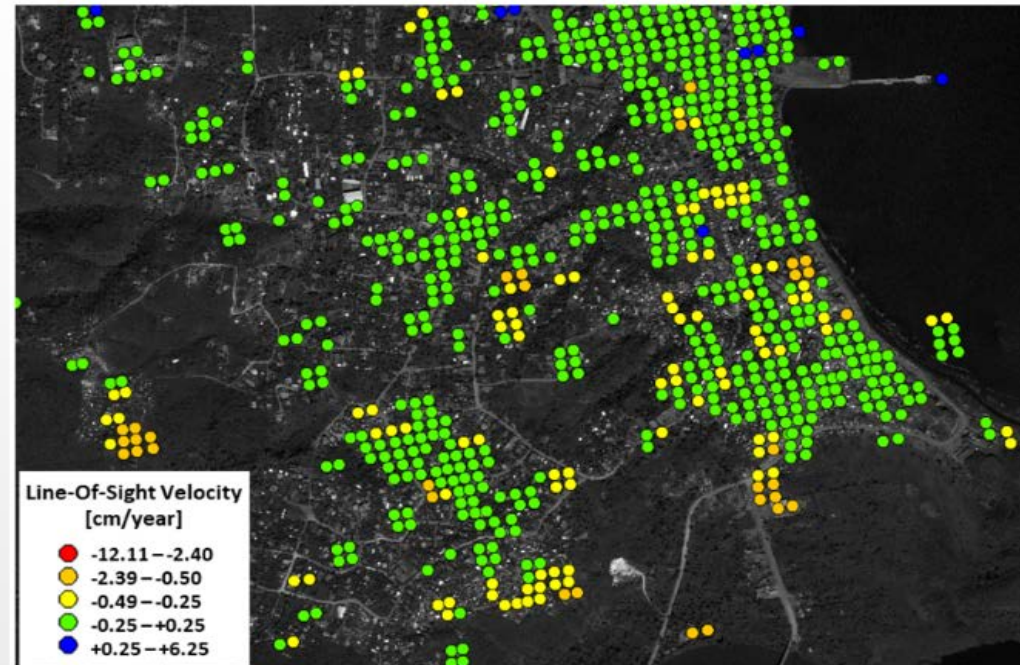 Line-Of-Sight Velocity
[cm/year]
-12.11 – -2.40
-2.39 – -0.50
-0.49 – -0.25
-0.25 – +0.25
+0.25 – +6.25